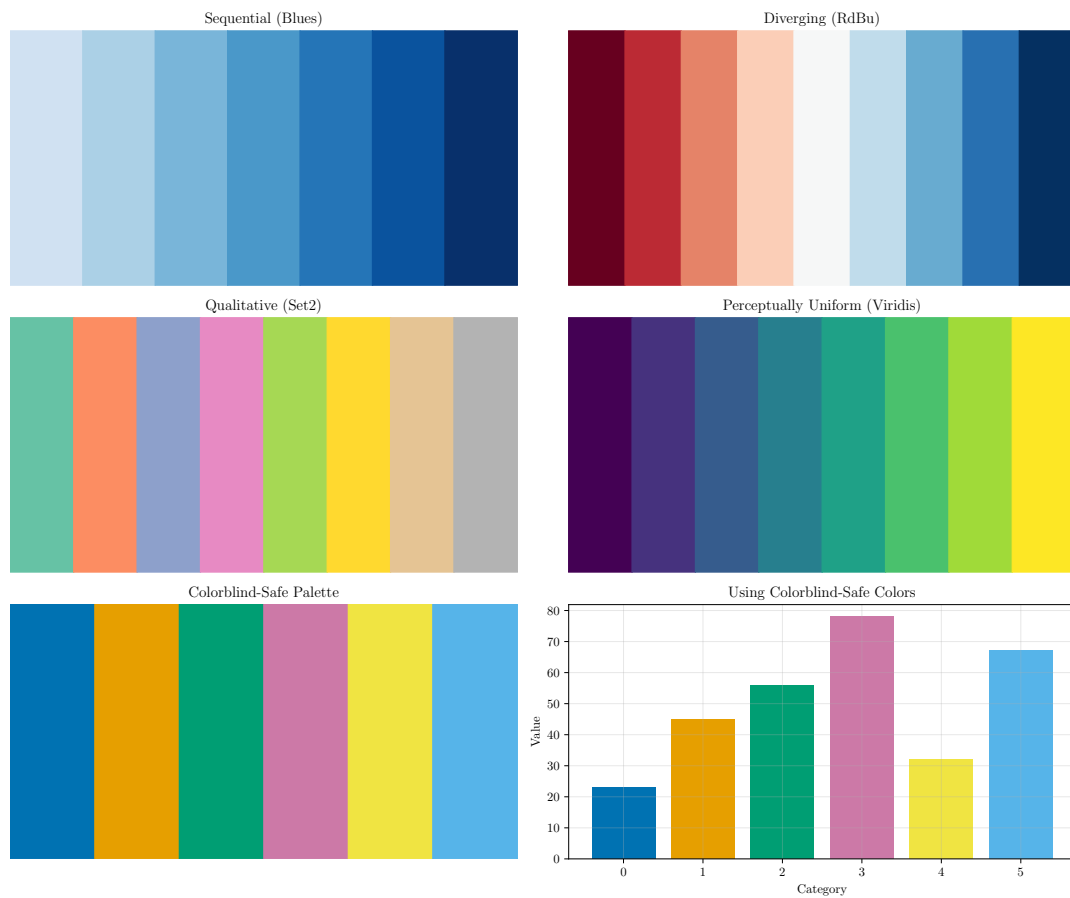 Sequential (Blues)
Diverging (RdBu)
Qualitative (Set2)
Perceptually Uniform (Viridis)
Colorblind-Safe Palette
Using Colorblind-Safe Colors
80
70
60
50
40
30
20
10
0
Value
0 1 2 3 4 5
Category